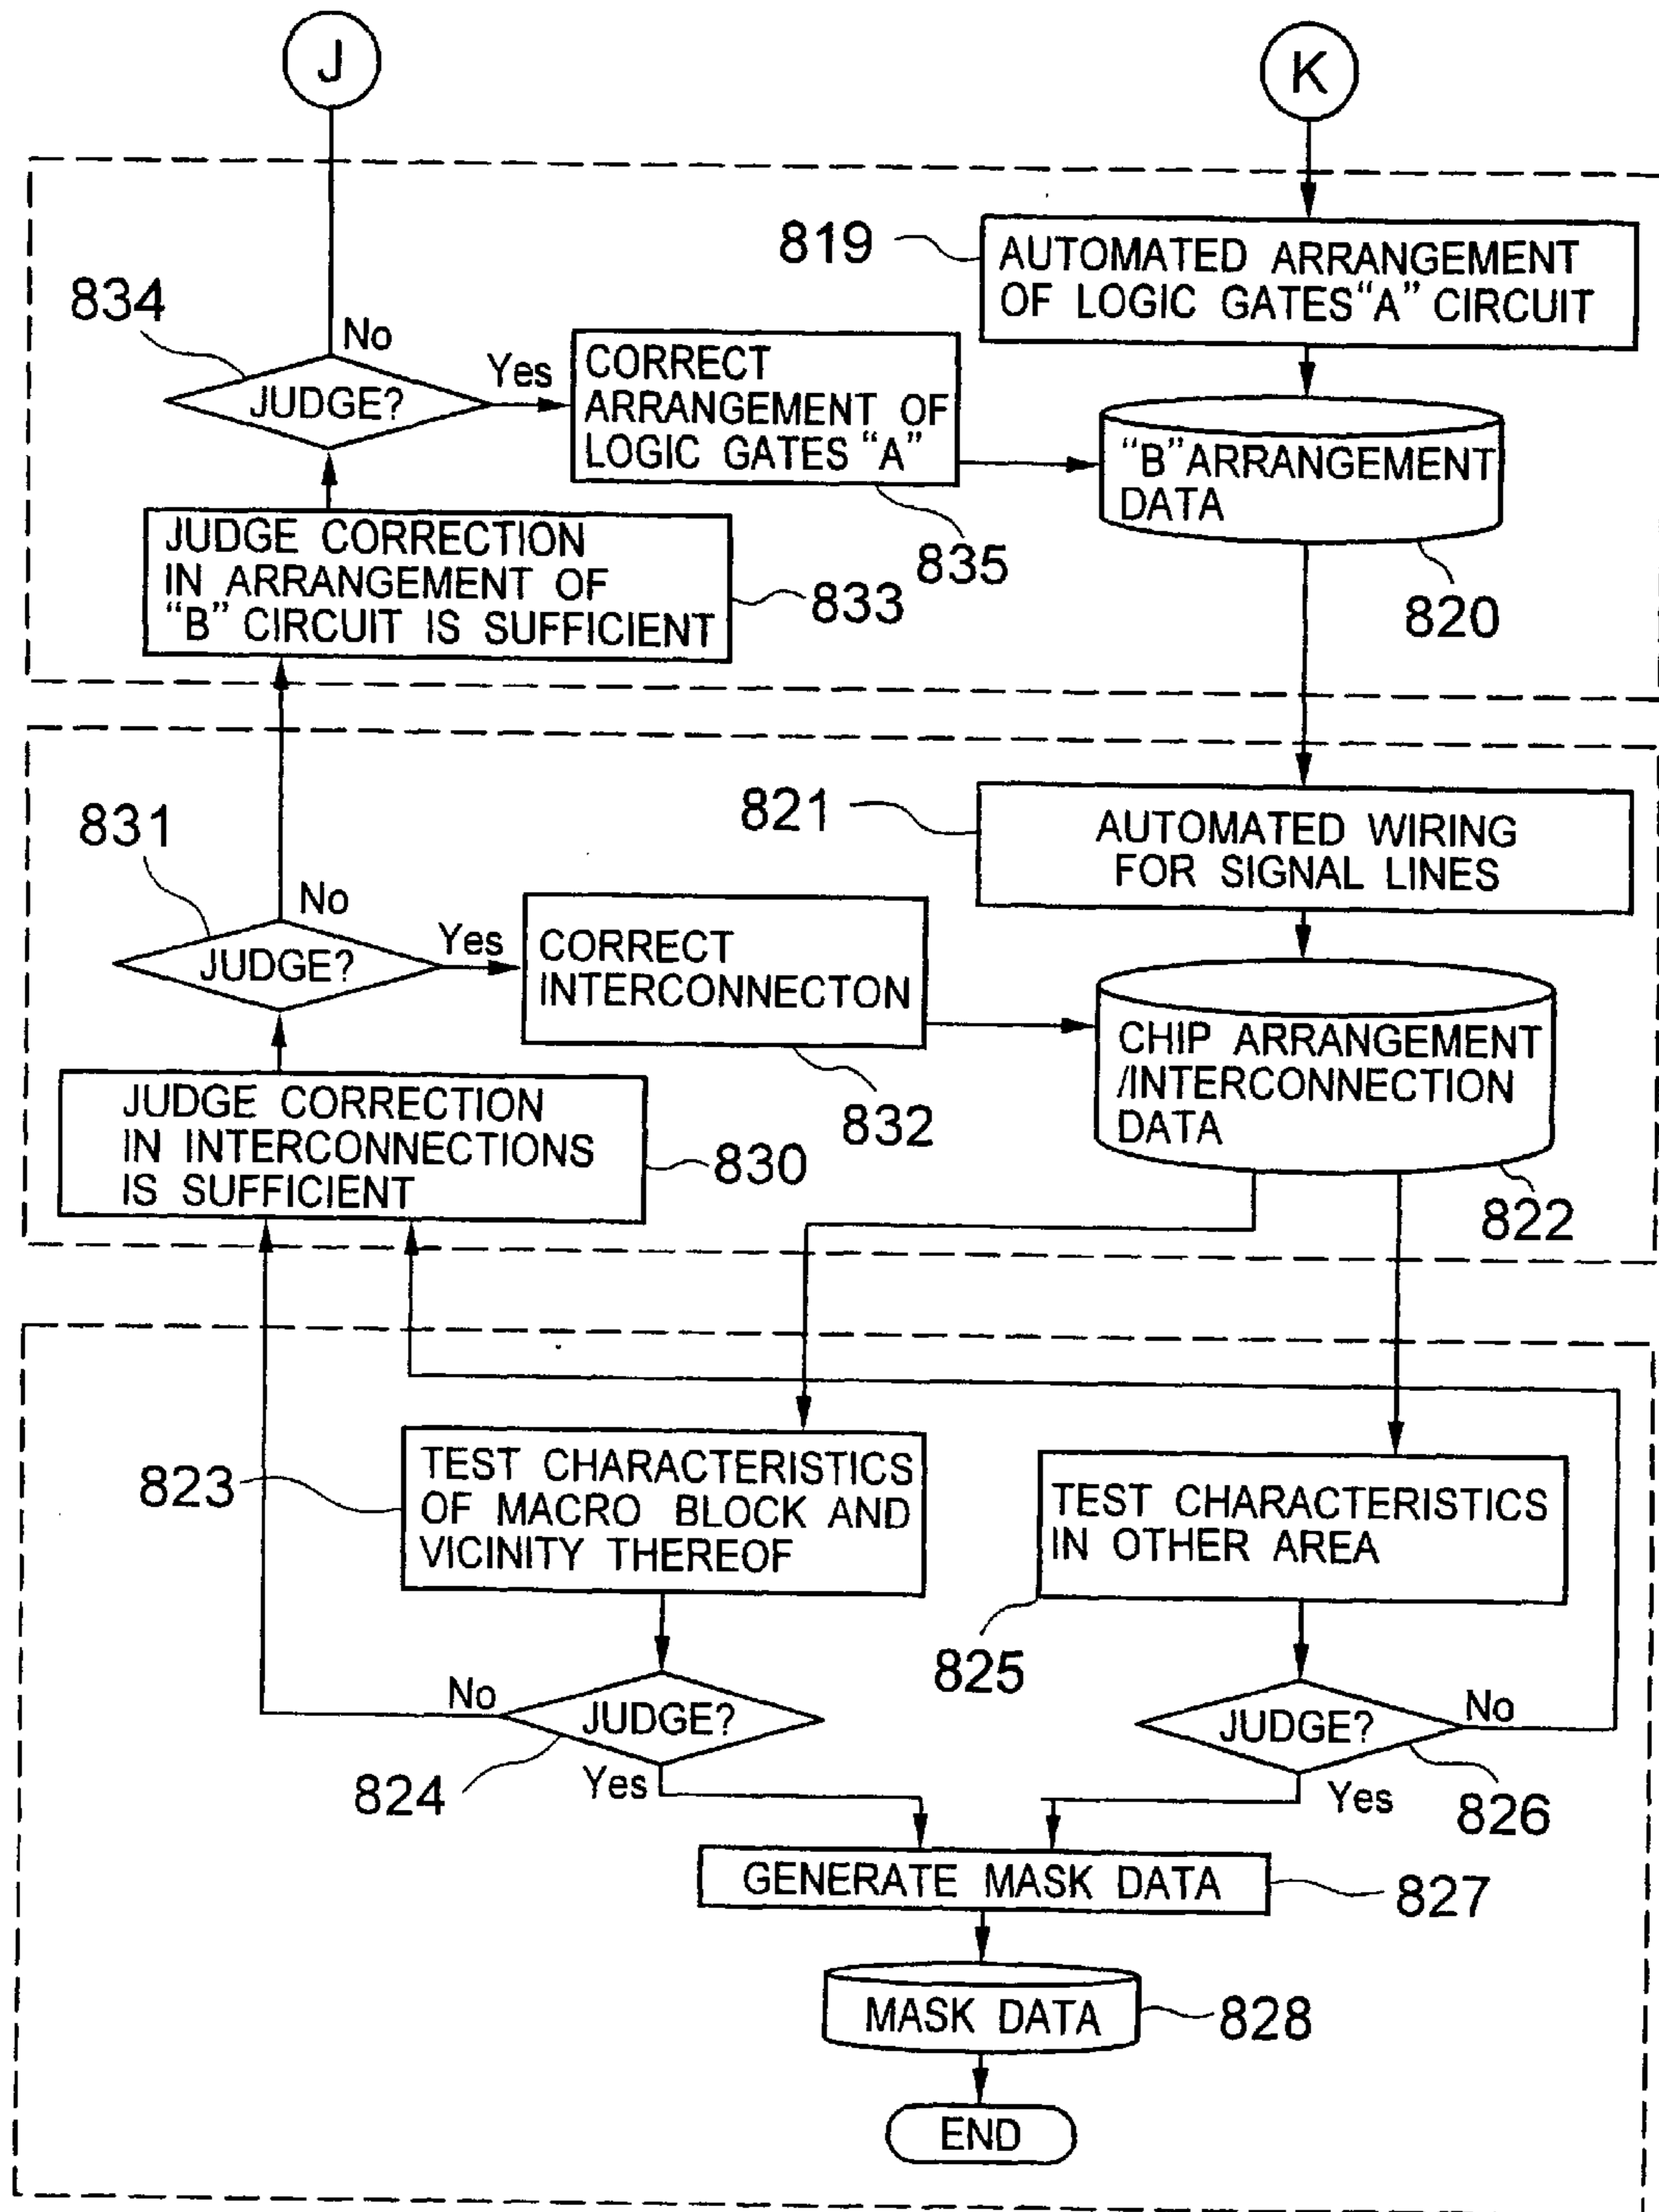 J
K
819
AUTOMATED ARRANGEMENT
OF LOGIC GATES "A" CIRCUIT
834
No
JUDGE?
Yes
CORRECT
ARRANGEMENT OF
LOGIC GATES "A"
835
"B" ARRANGEMENT
DATA
820
JUDGE CORRECTION
IN ARRANGEMENT OF
"B" CIRCUIT IS SUFFICIENT
833
821
AUTOMATED WIRING
FOR SIGNAL LINES
831
No
JUDGE?
Yes
CORRECT
INTERCONNECTON
832
CHIP ARRANGEMENT
/INTERCONNECTION
DATA
822
JUDGE CORRECTION
IN INTERCONNECTIONS
IS SUFFICIENT
830
823
TEST CHARACTERISTICS
OF MACRO BLOCK AND
VICINITY THEREOF
TEST CHARACTERISTICS
IN OTHER AREA
825
No
JUDGE?
824
Yes
JUDGE?
No
826
Yes
GENERATE MASK DATA
827
MASK DATA
828
END